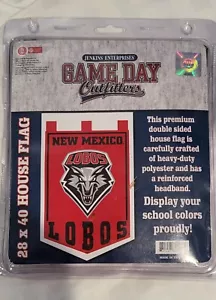 JENKINS ENTERPRISES
GAME DAY
Outfitters
28 x 40 HOUSE FLAG
NEW MEXICO
LOBOS
LOBOS
This premium
double sided
house flag is
carefully crafted
of heavy-duty
polyester and has
a reinforced
headband.
Display your
school colors
proudly!